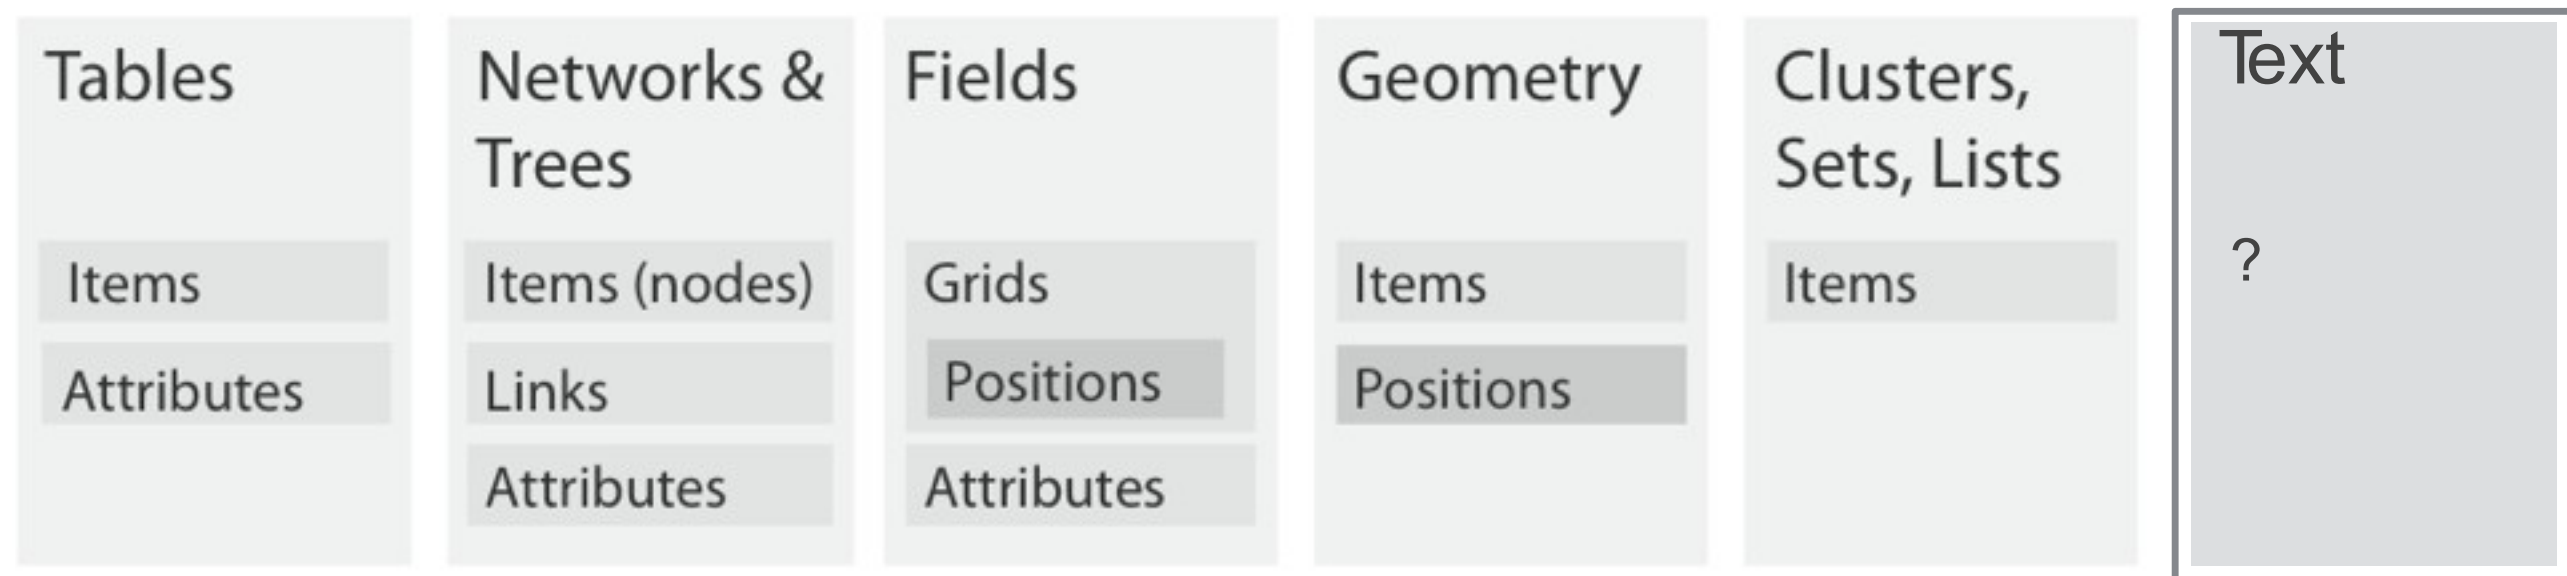 Tables
Items
Attributes
Networks &
Trees
Items (nodes)
Links
Attributes
Fields
Grids
Positions
Attributes
Geometry
Items
Positions
Clusters,
Sets, Lists
Items
Text
?